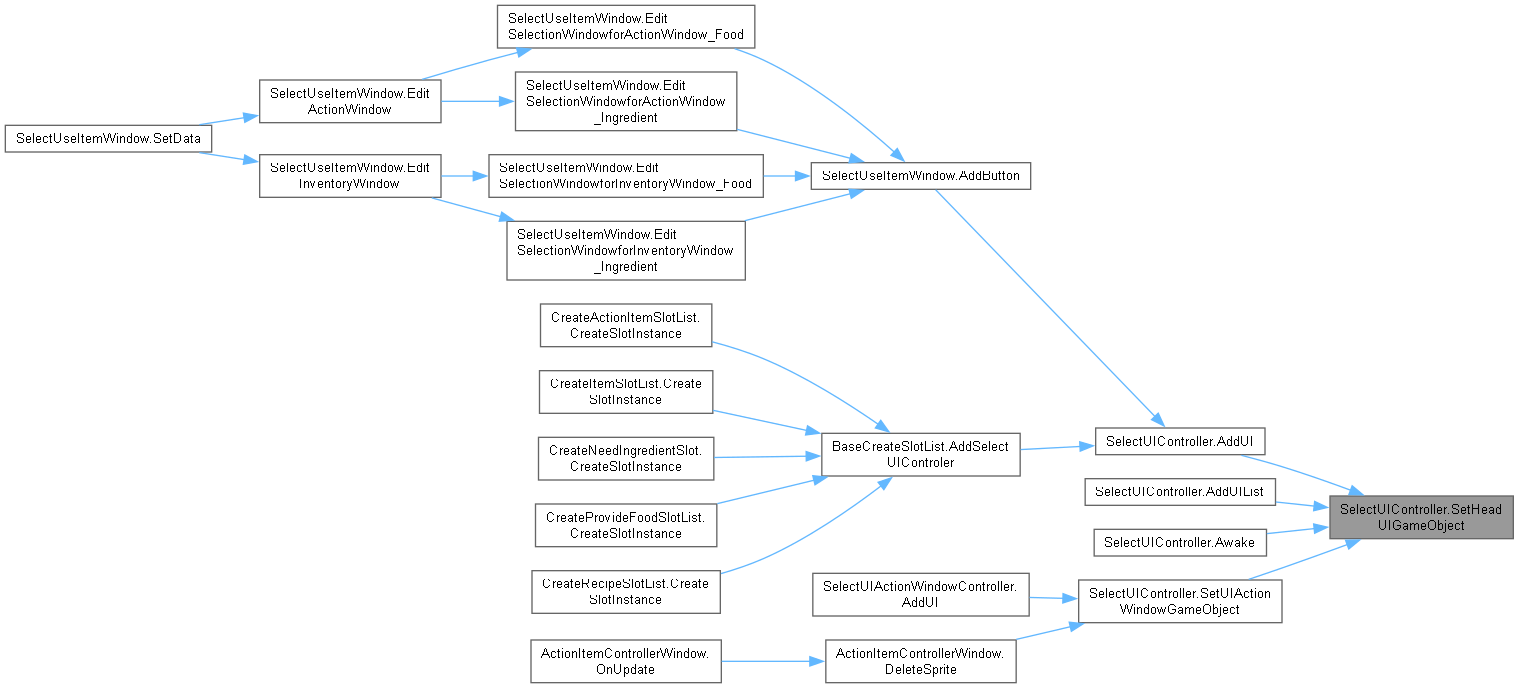 SelectUseItemWindow.Edit
SelectionWindowforActionWindow_Food
SelectUseItemWindow.Edit
SelectionWindowforActionWindow
_Ingredient
SelectUseItemWindow.Edit
ActionWindow
SelectUseItemWindow.SetData
SelectUseItemWindow.Edit
InventoryWindow
SelectUseItemWindow.Edit
SelectionWindowforInventoryWindow_Food
SelectUseItemWindow.AddButton
SelectUseItemWindow.Edit
SelectionWindowforInventoryWindow
_Ingredient
CreateActionItemSlotList.
CreateSlotInstance
CreateItemSlotList.Create
SlotInstance
CreateNeedIngredientSlot.
CreateSlotInstance
BaseCreateSlotList.AddSelect
UIControler
SelectUIController.AddUI
SelectUIController.AddUIList
SelectUIController.SetHead
UIGameObject
CreateProvideFoodSlotList.
CreateSlotInstance
SelectUIController.Awake
CreateRecipeSlotList.Create
SlotInstance
SelectUIActionWindowController.
AddUI
SelectUIController.SetUIAction
WindowGameObject
ActionItemControllerWindow.
OnUpdate
ActionItemControllerWindow.
DeleteSprite